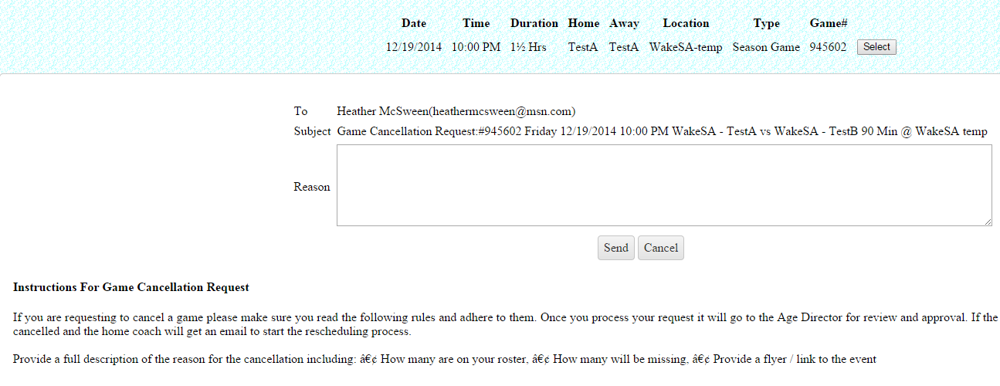 Date Time Duration Home Away Location Type Game#
12/19/2014 10:00 PM 1½ Hrs TestA TestA WakeSA-temp Season Game 945602 Select
To Heather McSween(heathermcsween@msn.com)
Subject Game Cancellation Request:#945602 Friday 12/19/2014 10:00 PM WakeSA - TestA vs WakeSA - TestB 90 Min @ WakeSA temp
Reason
Send Cancel
Instructions For Game Cancellation Request
If you are requesting to cancel a game please make sure you read the following rules and adhere to them. Once you process your request it will go to the Age Director for review and approval. If the
cancelled and the home coach will get an email to start the rescheduling process.
Provide a full description of the reason for the cancellation including: â€¢ How many are on your roster, â€¢ How many will be missing, â€¢ Provide a flyer / link to the event